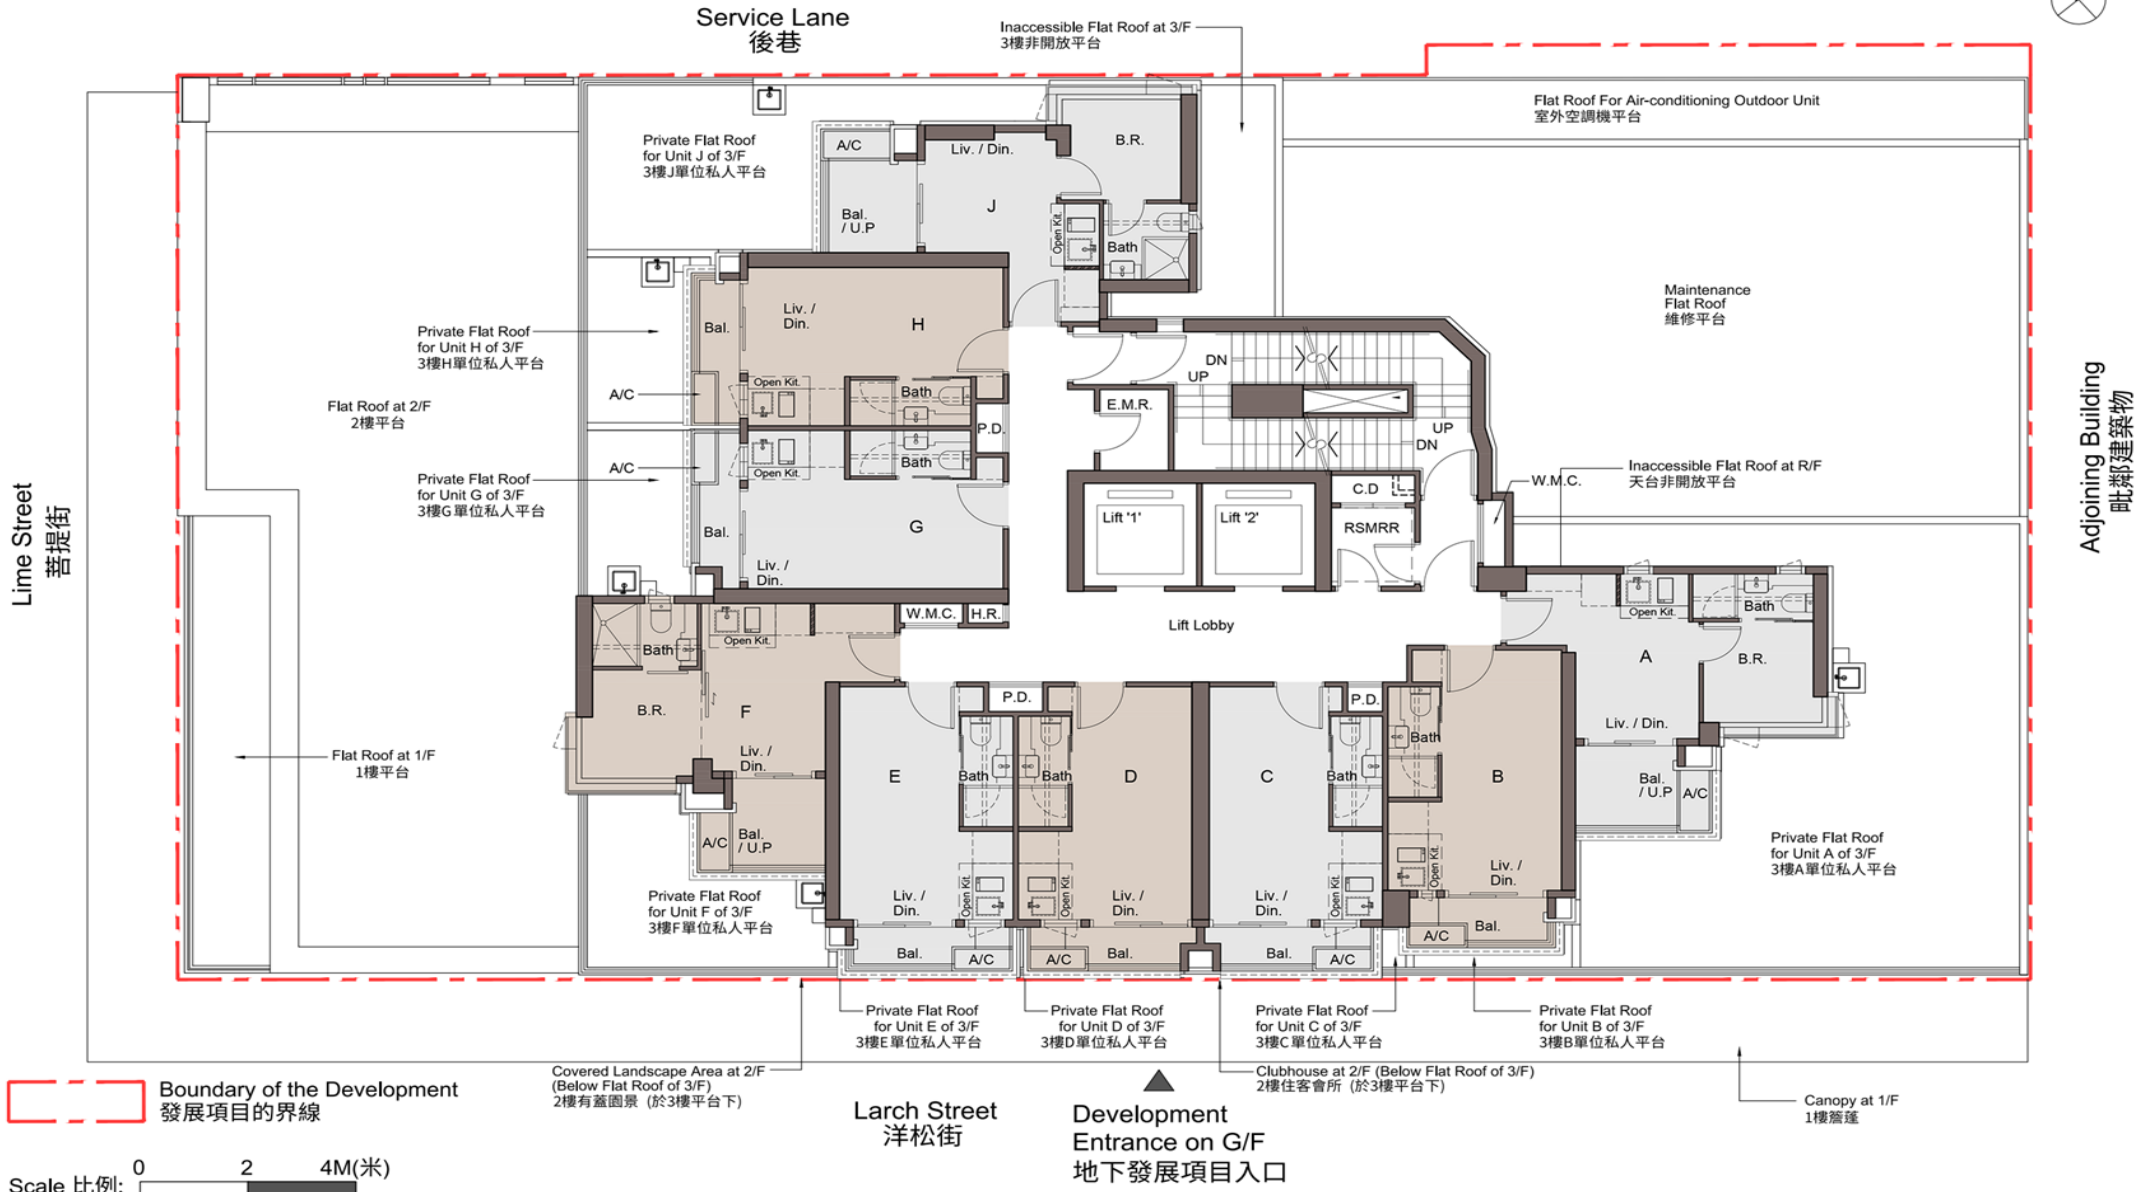 Service Lane
後巷
Inaccessible Flat Roof at 3/F
3樓非開放平台
Flat Roof For Air-conditioning Outdoor Unit
室外空調機平台
Private Flat Roof
for Unit J of 3/F
3樓J單位私人平台
A/C
Liv. / Din.
B.R.
J
Bal.
/ U.P
Open Kit.
Bath
Maintenance
Flat Roof
維修平台
Private Flat Roof
for Unit H of 3/F
3樓H單位私人平台
Bal.
Liv. /
Din.
H
A/C
Open Kit.
Bath
P.D.
DN
UP
E.M.R.
UP
DN
Flat Roof at 2/F
2樓平台
Adjoining Building
毗鄰建築物
Private Flat Roof
for Unit G of 3/F
3樓G單位私人平台
A/C
Open Kit.
Bath
Bal.
G
Liv. /
Din.
Lift '1'
Lift '2'
C.D
RSMRR
W.M.C.
Inaccessible Flat Roof at R/F
天台非開放平台
Lime Street
菩提街
W.M.C.
H.R.
Lift Lobby
Bath
Open Kit.
B.R.
F
Liv. /
Din.
A/C
Bal.
/ U.P
Open Kit.
Bath
A
B.R.
Liv. / Din.
Bal.
/ U.P
A/C
P.D.
P.D.
E
Bath
Bath
D
C
Bath
Bath
B
Flat Roof at 1/F
1樓平台
Private Flat Roof
for Unit A of 3/F
3樓A單位私人平台
Private Flat Roof
for Unit F of 3/F
3樓F單位私人平台
Liv. /
Din.
Open Kit.
Open Kit.
Liv. /
Din.
Liv. /
Din.
Open Kit.
Open Kit.
Liv. /
Din.
Bal.
A/C
A/C
Bal.
Bal.
A/C
A/C
Bal.
Private Flat Roof
for Unit E of 3/F
3樓E單位私人平台
Private Flat Roof
for Unit D of 3/F
3樓D單位私人平台
Private Flat Roof
for Unit C of 3/F
3樓C單位私人平台
Private Flat Roof
for Unit B of 3/F
3樓B單位私人平台
Covered Landscape Area at 2/F
(Below Flat Roof of 3/F)
2樓有蓋園景 (於3樓平台下)
Clubhouse at 2/F (Below Flat Roof of 3/F)
2樓住客會所 (於3樓平台下)
Canopy at 1/F
1樓簷蓬
Boundary of the Development
發展項目的界線
Larch Street
洋松街
Development
Entrance on G/F
地下發展項目入口
0 2 4M(米)
Scale 比例: